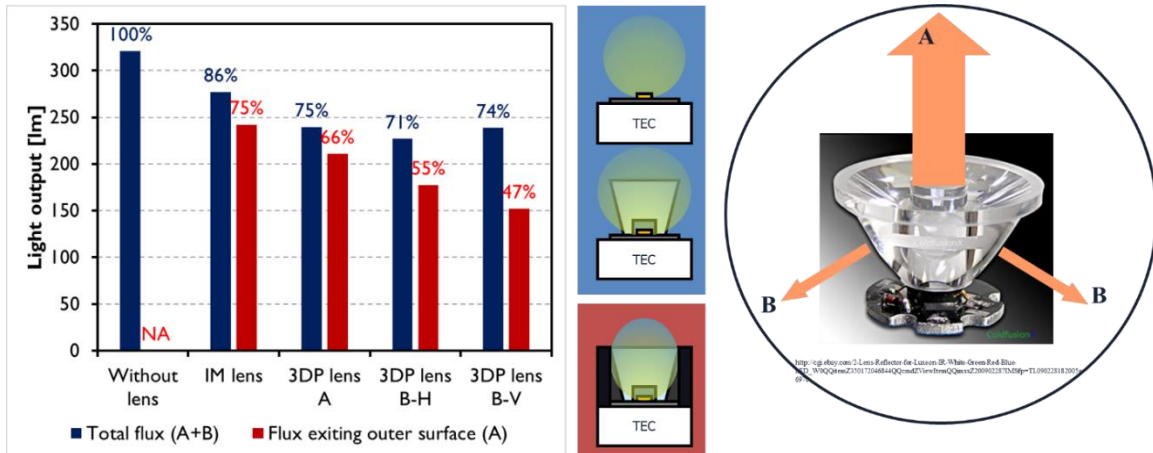 350
300
250
200
150
100
50
0
Light output [lm]
100%
NA
86%
75%
75%
66%
71%
55%
74%
47%
Without
lens
IM lens
3DP lens
A
3DP lens
B-H
3DP lens
B-V
Total flux (A+B)
Flux exiting outer surface (A)
TEC
TEC
TEC
A
B
B